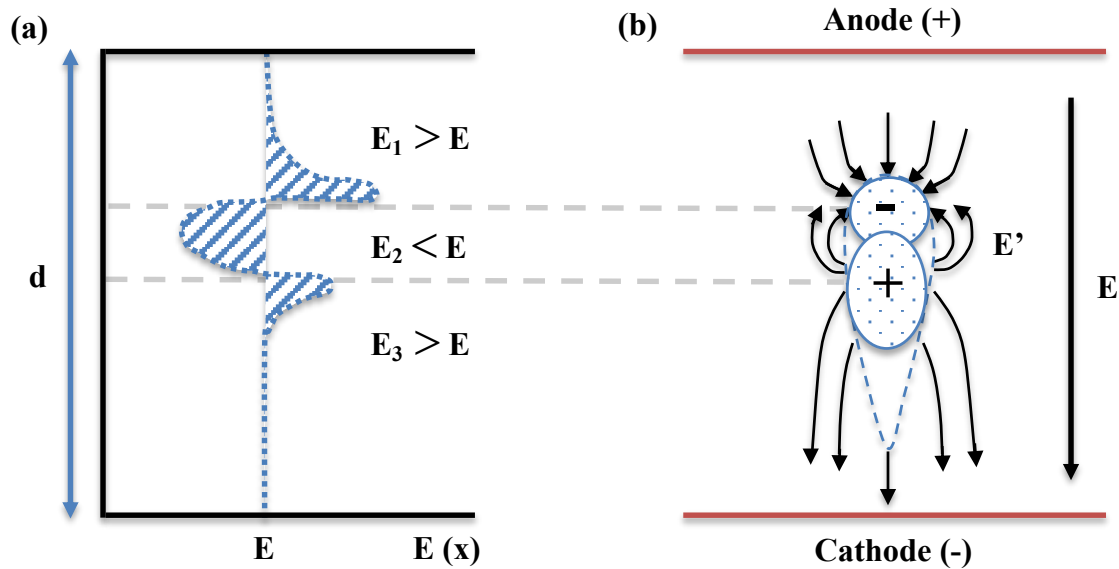 (a)
E₁ > E
E₂ < E
d
E₃ > E
E
E (x)
(b)
Anode (+)
-
E’
+
E
Cathode (-)